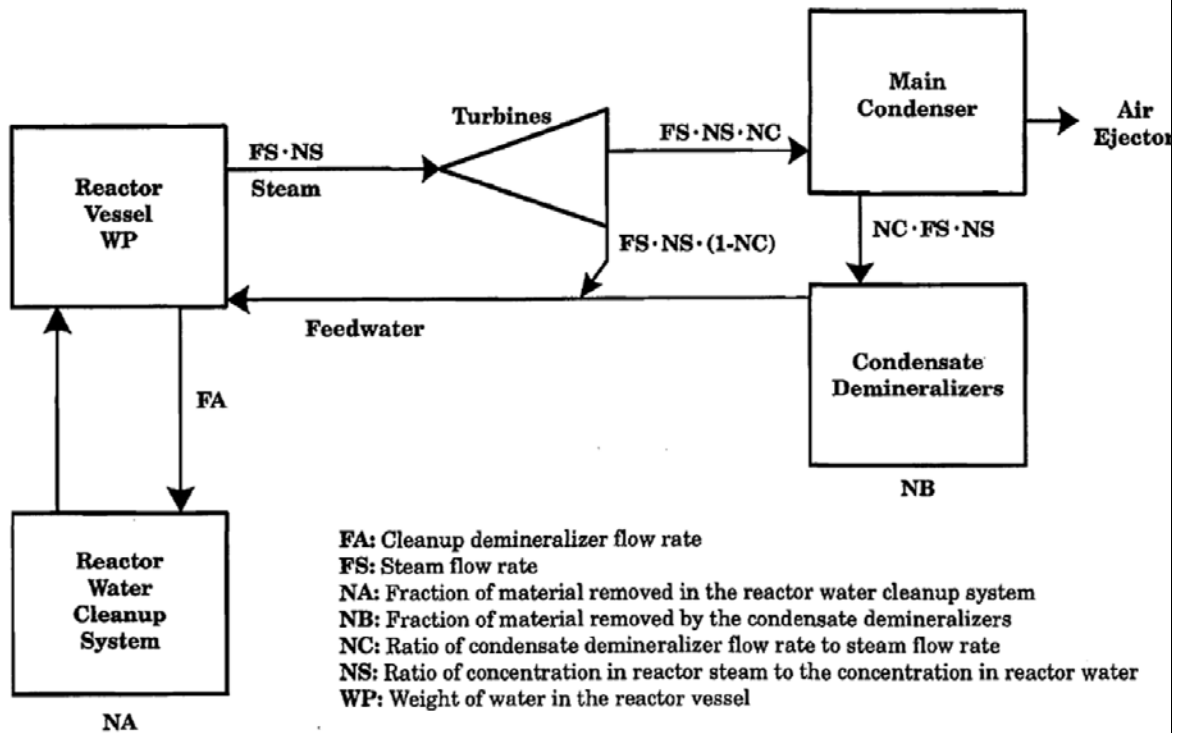 Reactor
Vessel
WP
FS·NS
Steam
Turbines
FS·NS·NC
Main
Condenser
Air
Ejector
FS·NS·(1-NC)
NC·FS·NS
Feedwater
Condensate
Demineralizers
NB
FA
Reactor
Water
Cleanup
System
NA
FA: Cleanup demineralizer flow rate
FS: Steam flow rate
NA: Fraction of material removed in the reactor water cleanup system
NB: Fraction of material removed by the condensate demineralizers
NC: Ratio of condensate demineralizer flow rate to steam flow rate
NS: Ratio of concentration in reactor steam to the concentration in reactor water
WP: Weight of water in the reactor vessel